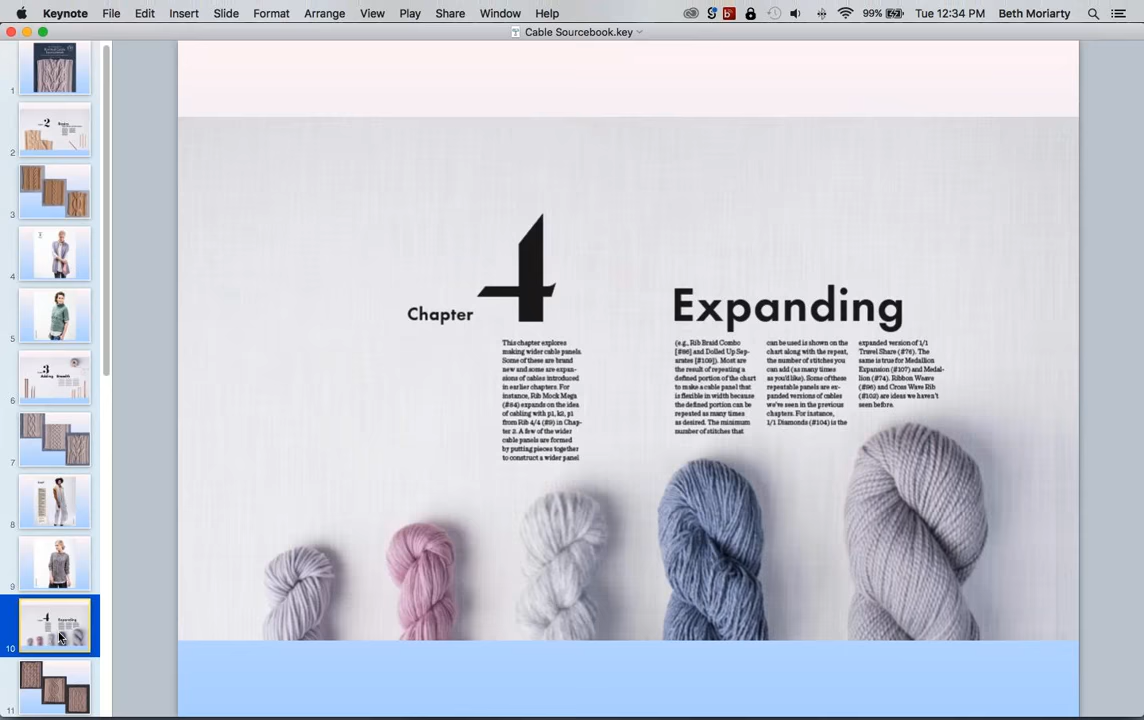 Keynote File Edit Insert Slide Format Arrange View Play Share Window Help 99% Tue 12:34 PM Beth Moriarty
Cable Sourcebook.key
1
2
3
4
5
6
7
8
9
10
11
Chapter 4
Expanding
This chapter explores
making wider cable panels.
Some of these are brand
new and some are expan-
sions of cables introduced
in earlier chapters. For
instance, Rib Mock Mega
(#84) expands on the idea
of cabling with p1, k2, p1
from Rib 4/4 (#9) in Chap-
ter 2. A few of the wider
cable panels are formed
by putting pieces together
to construct a wider panel
(e.g., Rib Braid Combo
[#86] and Dolled Up Sep-
arates [#109]). Most are
the result of repeating a
defined portion of the chart
to make a cable panel that
is flexible in width because
the defined portion can be
repeated as many times
as desired. The minimum
number of stitches that
can be used is shown on the
chart along with the repeat,
the number of stitches you
can add (as many times
as you'd like). Some of these
repeatable panels are ex-
panded versions of cables
we've seen in the previous
chapters. For instance,
1/1 Diamonds (#104) is the
expanded version of 1/1
Travel Share (#76). The
same is true for Medallion
Expansion (#107) and Medal-
lion (#74). Ribbon Weave
(#96) and Cross Wave Rib
(#102) are ideas we haven't
seen before.